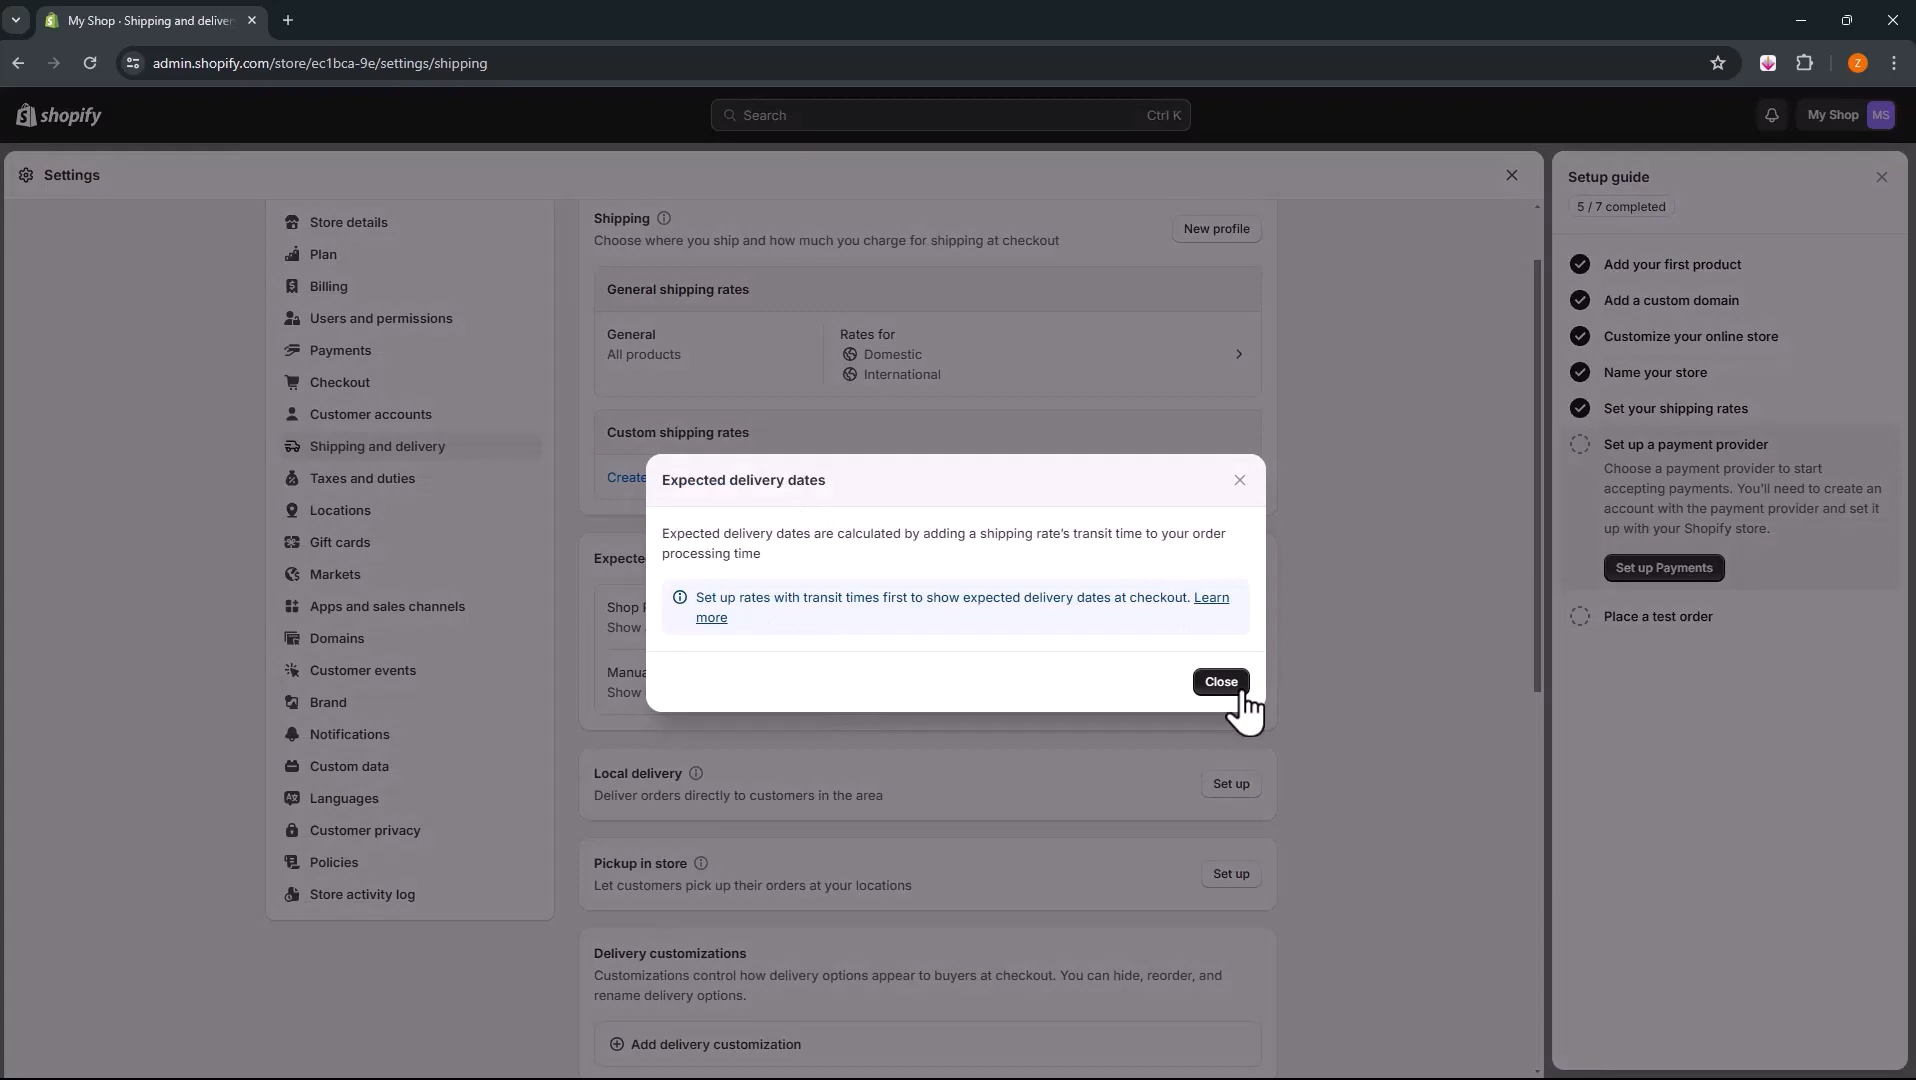 My Shop · Shipping and deliver
admin.shopify.com/store/ec1bca-9e/settings/shipping
Z
shopify
Search
Ctrl K
My Shop
MS
Settings
Store details
Plan
Billing
Users and permissions
Payments
Checkout
Customer accounts
Shipping and delivery
Taxes and duties
Locations
Gift cards
Markets
Apps and sales channels
Domains
Customer events
Brand
Notifications
Custom data
Languages
Customer privacy
Policies
Store activity log
Shipping
Choose where you ship and how much you charge for shipping at checkout
New profile
General shipping rates
General
All products
Rates for
Domestic
International
Custom shipping rates
Create
Expecte
Shop
Show
Manua
Show
Expected delivery dates
Expected delivery dates are calculated by adding a shipping rate's transit time to your order
processing time
Set up rates with transit times first to show expected delivery dates at checkout. Learn
more
Close
Local delivery
Deliver orders directly to customers in the area
Set up
Pickup in store
Let customers pick up their orders at your locations
Set up
Delivery customizations
Customizations control how delivery options appear to buyers at checkout. You can hide, reorder, and
rename delivery options.
Add delivery customization
Setup guide
5 / 7 completed
Add your first product
Add a custom domain
Customize your online store
Name your store
Set your shipping rates
Set up a payment provider
Choose a payment provider to start
accepting payments. You'll need to create an
account with the payment provider and set it
up with your Shopify store.
Set up Payments
Place a test order